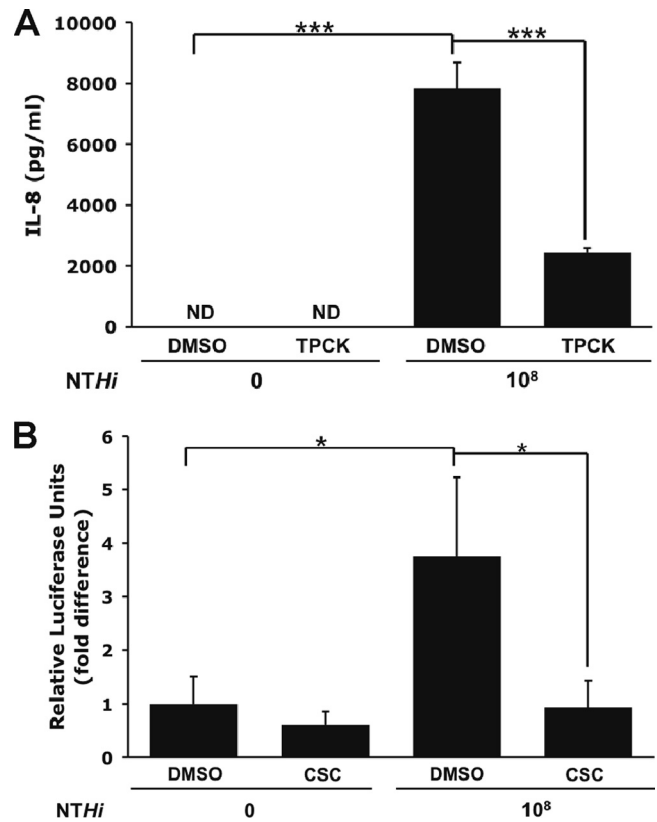 A
IL-8 (pg/ml)
10000
8000
6000
4000
2000
0
***
***
ND
ND
DMSO
TPCK
DMSO
TPCK
NTHi
0
10⁸
B
Relative Luciferase Units
(fold difference)
6
5
4
3
2
1
0
*
*
DMSO
CSC
DMSO
CSC
NTHi
0
10⁸